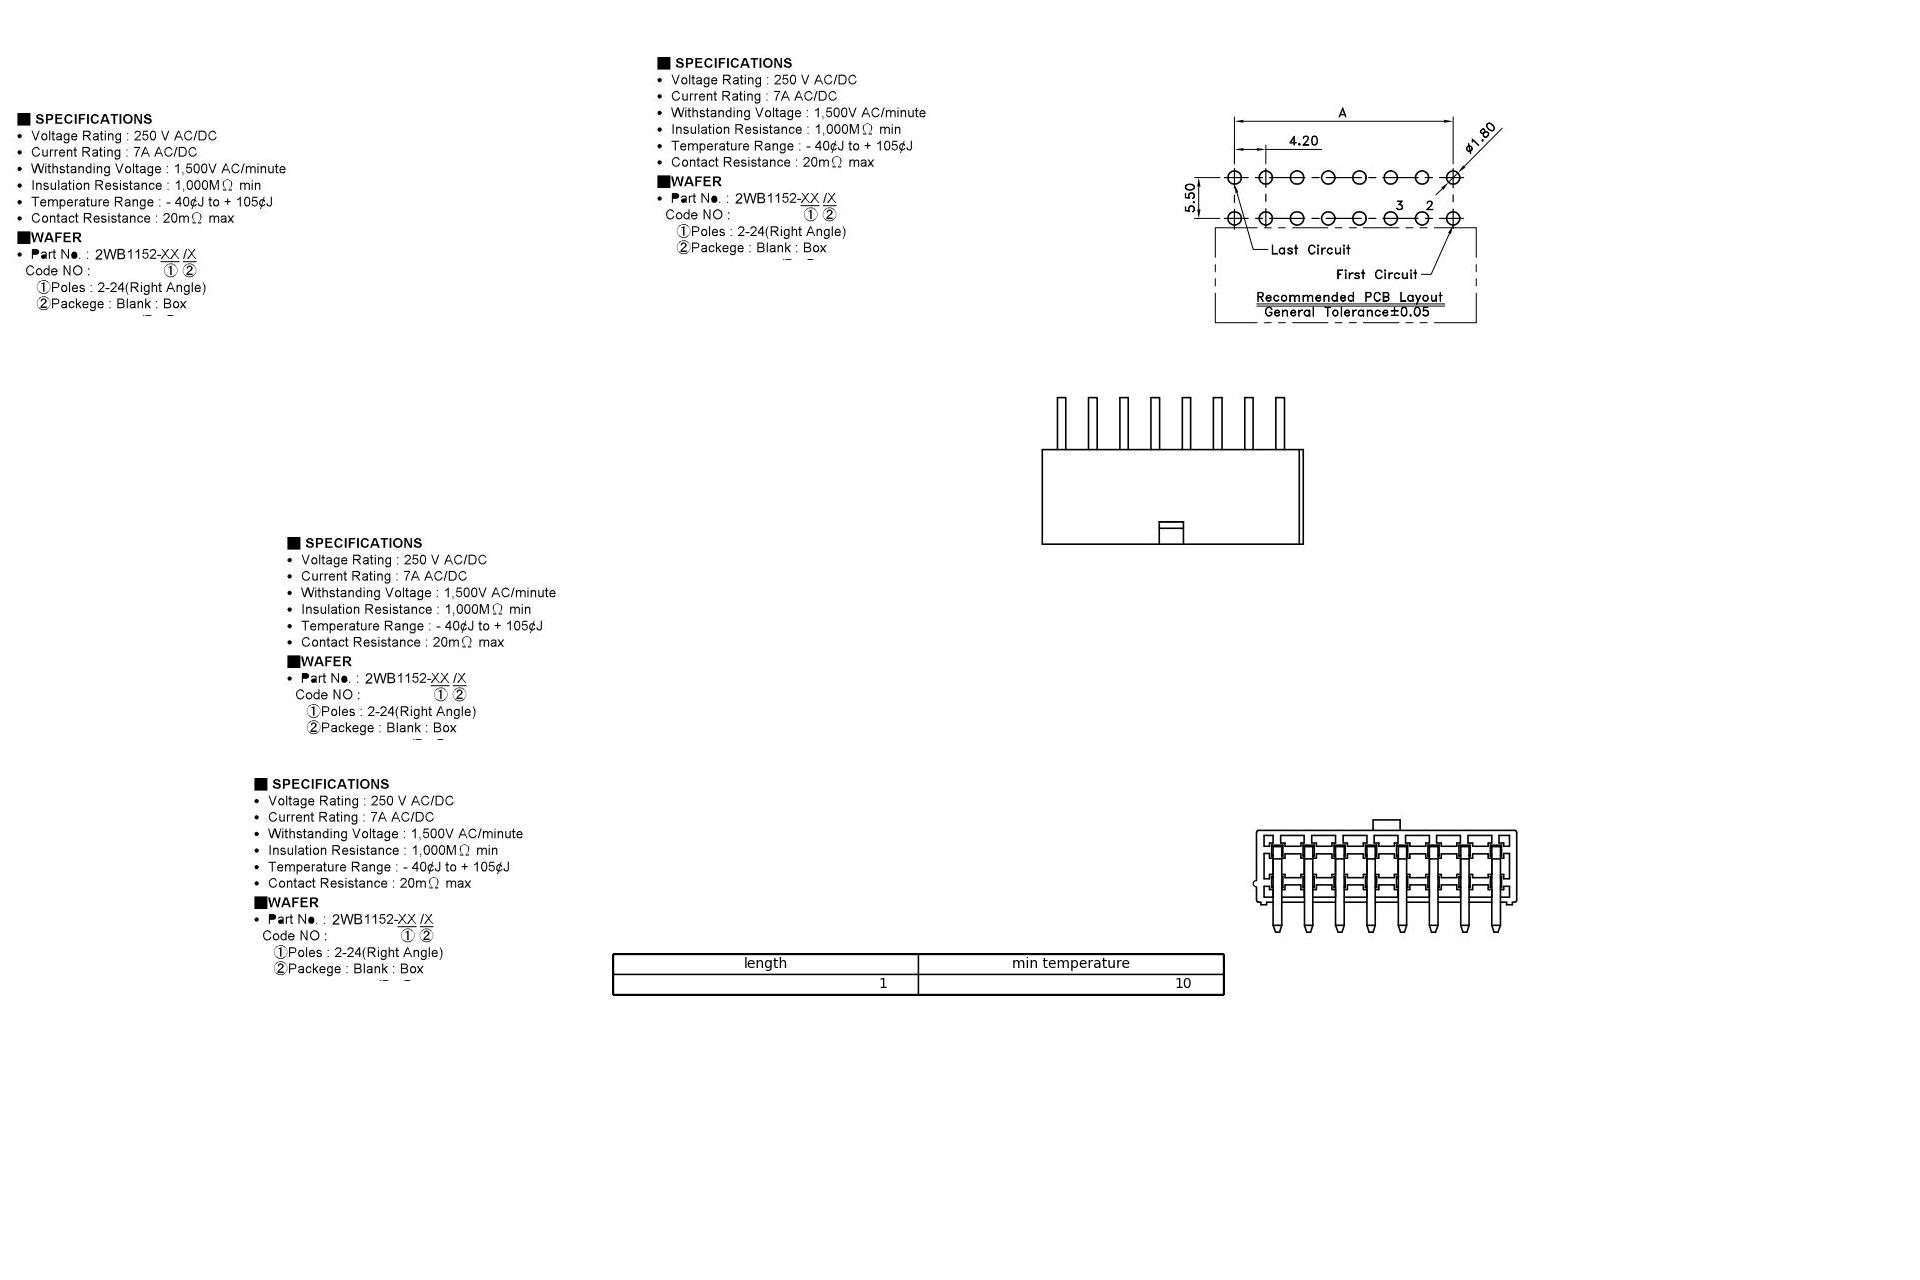 ■ SPECIFICATIONS
• Voltage Rating : 250 V AC/DC
• Current Rating : 7A AC/DC
• Withstanding Voltage : 1,500V AC/minute
• Insulation Resistance : 1,000MΩ min
• Temperature Range : - 40¢J to + 105¢J
• Contact Resistance : 20mΩ max
■WAFER
• Part No. : 2WB1152-XX /X
Code NO : ① ②
①Poles : 2-24(Right Angle)
②Packege : Blank : Box
■ SPECIFICATIONS
• Voltage Rating : 250 V AC/DC
• Current Rating : 7A AC/DC
• Withstanding Voltage : 1,500V AC/minute
• Insulation Resistance : 1,000MΩ min
• Temperature Range : - 40¢J to + 105¢J
• Contact Resistance : 20mΩ max
■WAFER
• Part No. : 2WB1152-XX /X
Code NO : ① ②
①Poles : 2-24(Right Angle)
②Packege : Blank : Box
A
4.20
ø1.80
5.50
3 2
Last Circuit
First Circuit
Recommended PCB Layout
General Tolerance±0.05
■ SPECIFICATIONS
• Voltage Rating : 250 V AC/DC
• Current Rating : 7A AC/DC
• Withstanding Voltage : 1,500V AC/minute
• Insulation Resistance : 1,000MΩ min
• Temperature Range : - 40¢J to + 105¢J
• Contact Resistance : 20mΩ max
■WAFER
• Part No. : 2WB1152-XX /X
Code NO : ① ②
①Poles : 2-24(Right Angle)
②Packege : Blank : Box
■ SPECIFICATIONS
• Voltage Rating : 250 V AC/DC
• Current Rating : 7A AC/DC
• Withstanding Voltage : 1,500V AC/minute
• Insulation Resistance : 1,000MΩ min
• Temperature Range : - 40¢J to + 105¢J
• Contact Resistance : 20mΩ max
■WAFER
• Part No. : 2WB1152-XX /X
Code NO : ① ②
①Poles : 2-24(Right Angle)
②Packege : Blank : Box
length min temperature
1 10